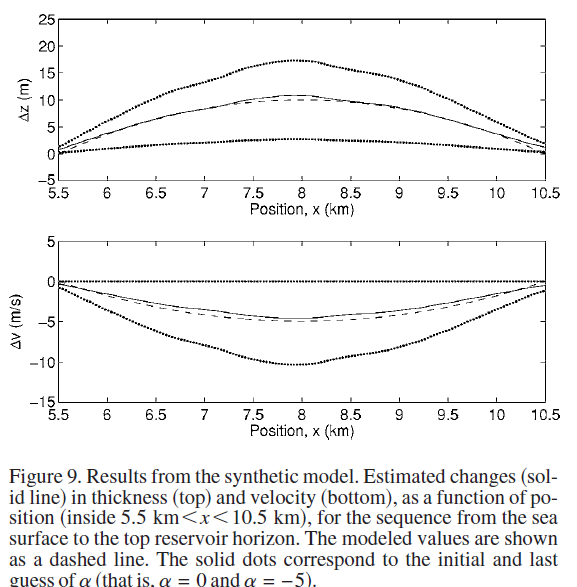 25
20
15
10
5
0
−5
Δz (m)
5.5 6 6.5 7 7.5 8 8.5 9 9.5 10 10.5
Position, x (km)
5
0
−5
−10
−15
Δv (m/s)
5.5 6 6.5 7 7.5 8 8.5 9 9.5 10 10.5
Position, x (km)
Figure 9. Results from the synthetic model. Estimated changes (sol-
id line) in thickness (top) and velocity (bottom), as a function of po-
sition (inside 5.5 km<x<10.5 km), for the sequence from the sea
surface to the top reservoir horizon. The modeled values are shown
as a dashed line. The solid dots correspond to the initial and last
guess of α (that is, α = 0 and α = −5).